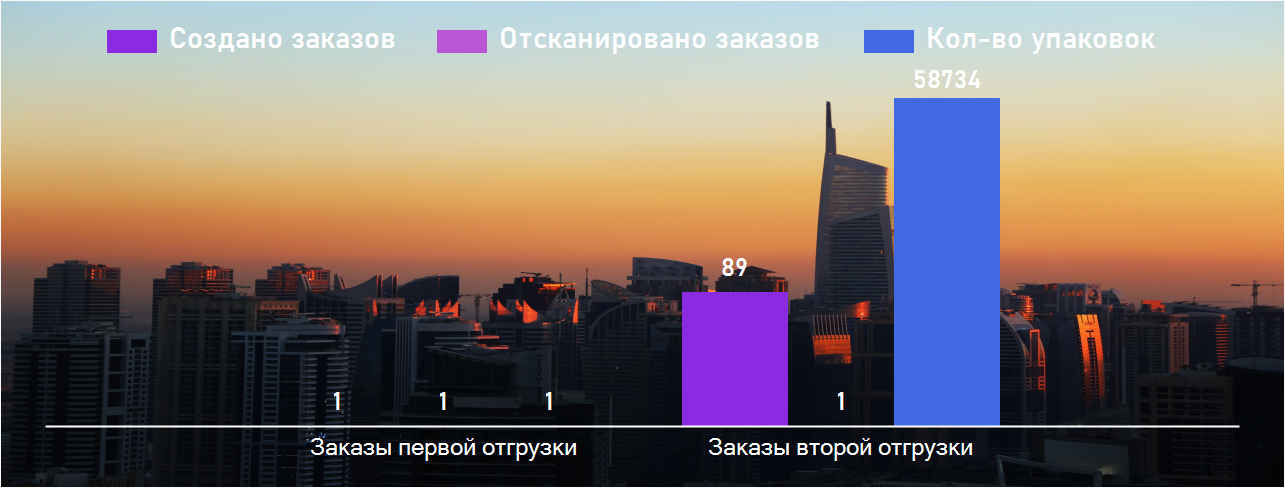 Создано заказов Отсканировано заказов Кол-во упаковок
58734
89
1 1 1 1
Заказы первой отгрузки Заказы второй отгрузки